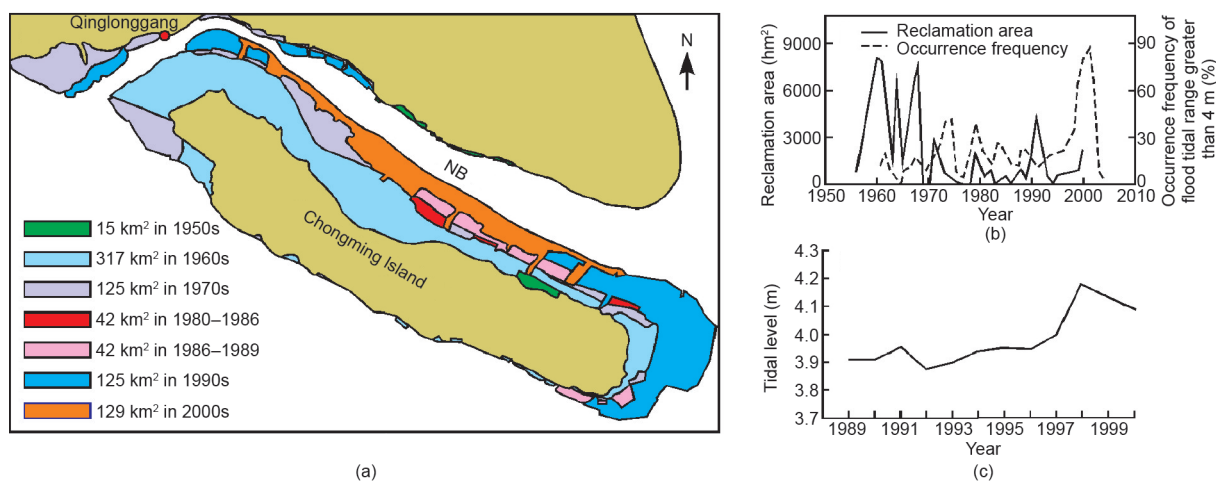 Qinglonggang
N
NB
Chongming Island
15 km² in 1950s
317 km² in 1960s
125 km² in 1970s
42 km² in 1980–1986
42 km² in 1986–1989
125 km² in 1990s
129 km² in 2000s
(a)
Reclamation area (hm²)
9000
6000
3000
0
Reclamation area
Occurrence frequency
90
60
30
0
Occurrence frequency of
flood tidal range greater
than 4 m (%)
1950 1960 1970 1980 1990 2000 2010
Year
(b)
Tidal level (m)
4.3
4.2
4.1
4.0
3.9
3.8
3.7
1989 1991 1993 1995 1997 1999
Year
(c)